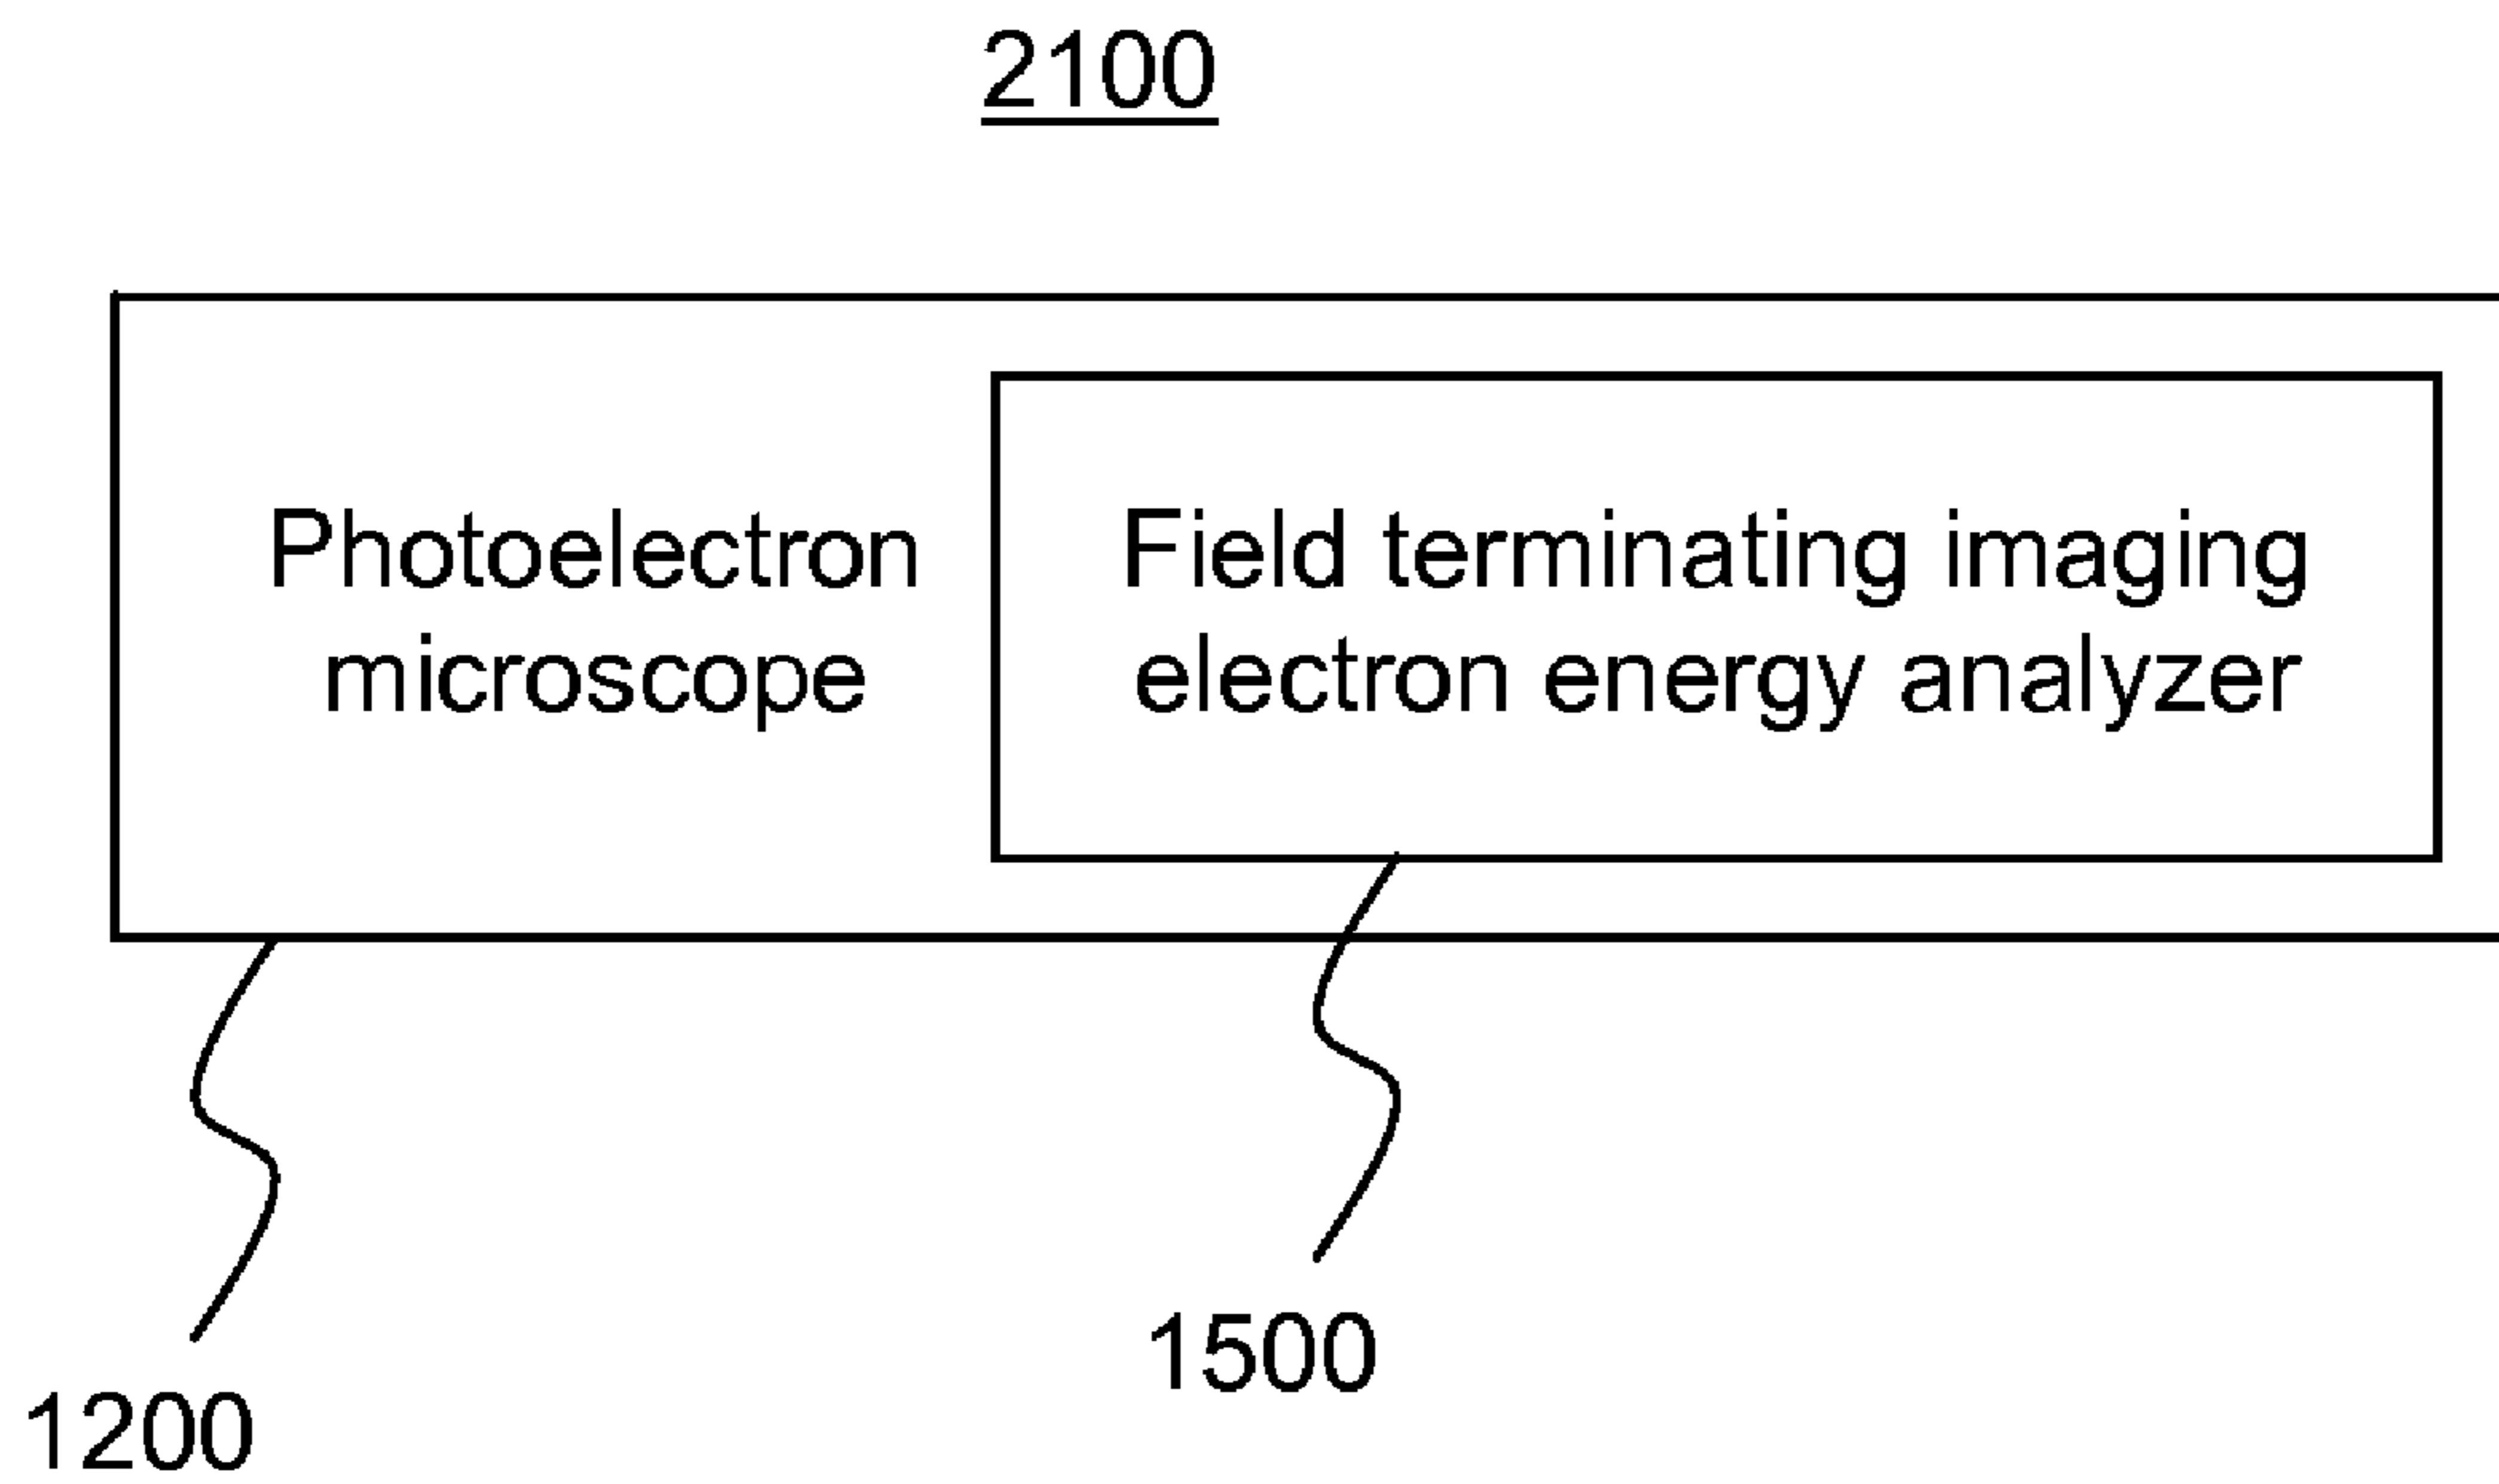 2100
Photoelectron
microscope
Field terminating imaging
electron energy analyzer
1500
1200